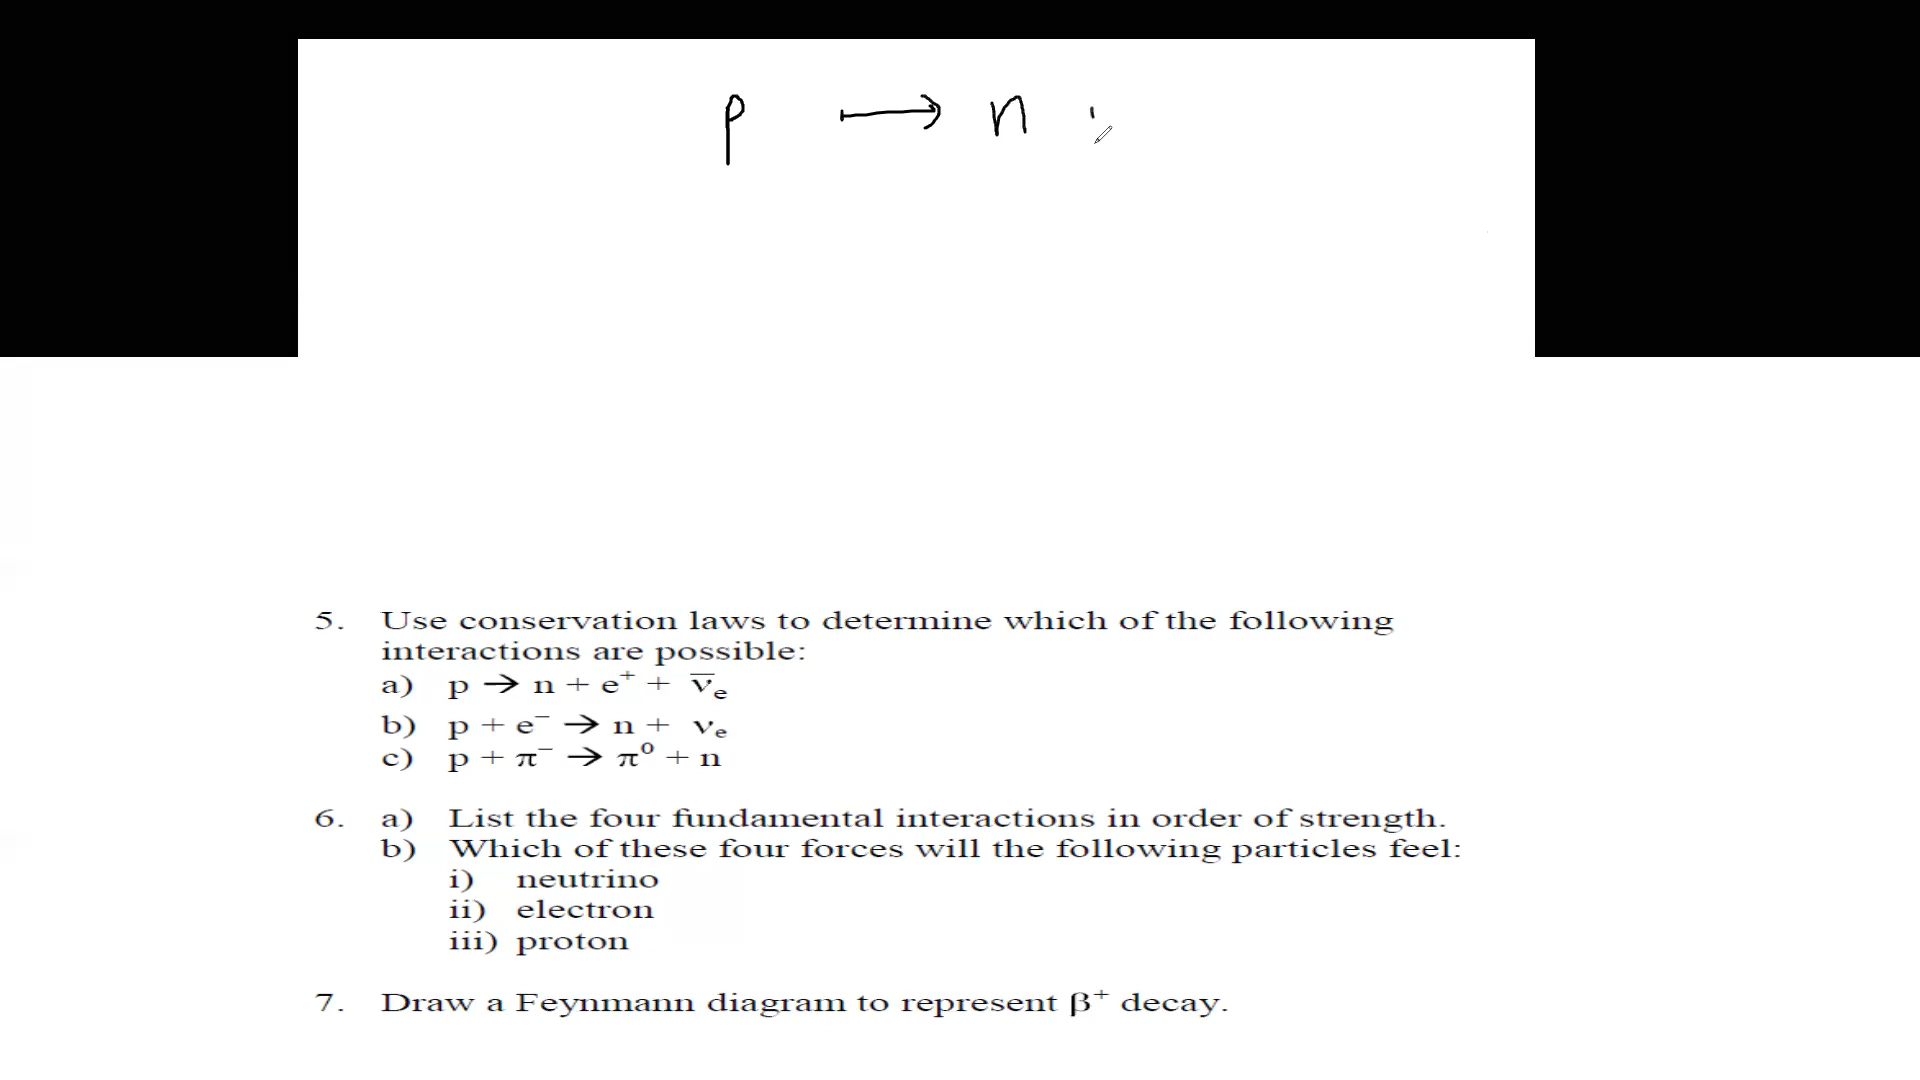 p → n
5. Use conservation laws to determine which of the following
interactions are possible:
a) p → n + e⁺ + ν̅ₑ
b) p + e⁻ → n + νₑ
c) p + π⁻ → π⁰ + n
6. a) List the four fundamental interactions in order of strength.
b) Which of these four forces will the following particles feel:
i) neutrino
ii) electron
iii) proton
7. Draw a Feynmann diagram to represent β⁺ decay.